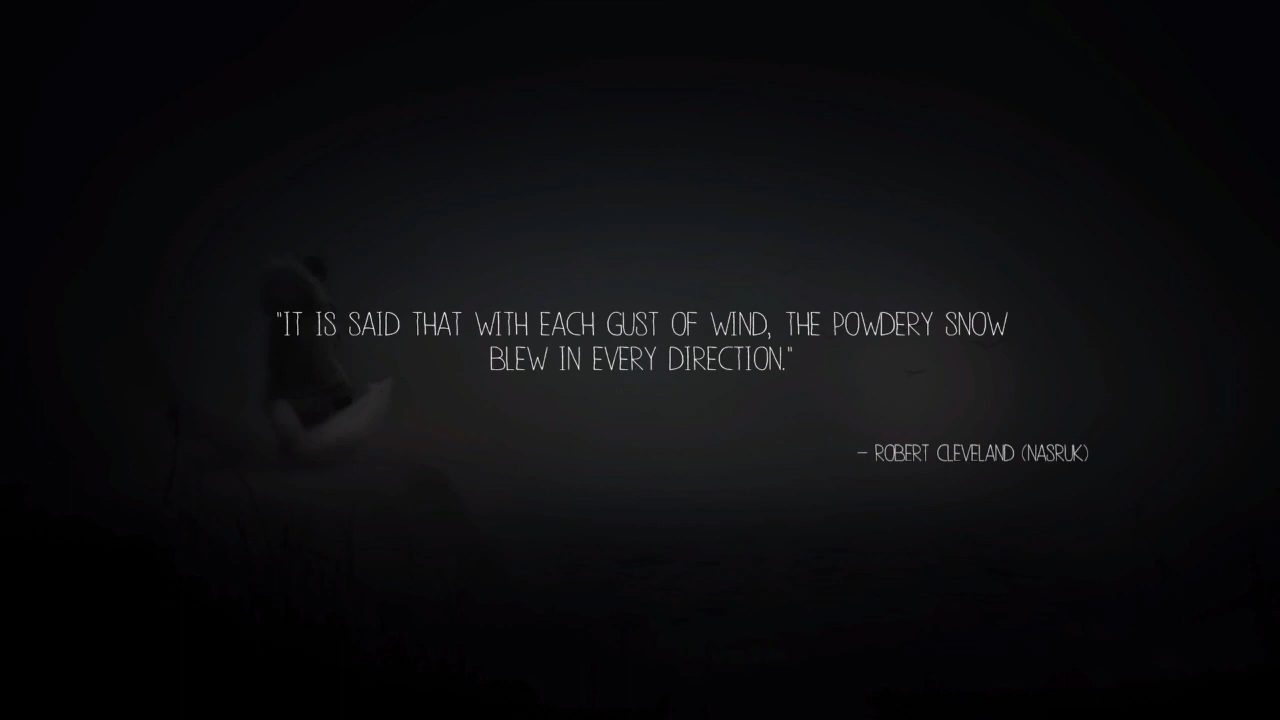 "IT IS SAID THAT WITH EACH GUST OF WIND, THE POWDERY SNOW
BLEW IN EVERY DIRECTION."
– ROBERT CLEVELAND (NASRUK)